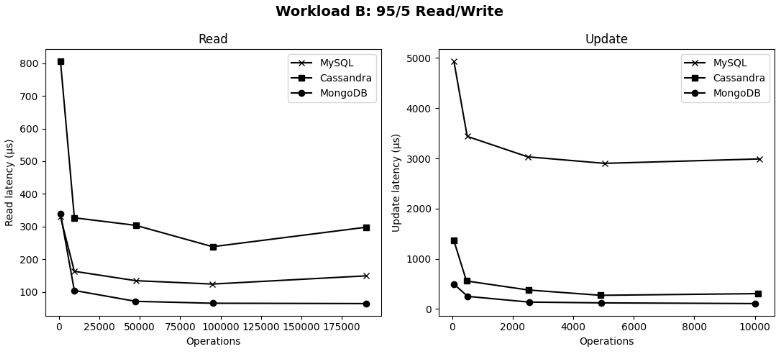 Workload B: 95/5 Read/Write
Read
Read latency (µs)
800
700
600
500
400
300
200
100
0 25000 50000 75000 100000 125000 150000 175000
Operations
MySQL
Cassandra
MongoDB
Update
Update latency (µs)
5000
4000
3000
2000
1000
0
0 2000 4000 6000 8000 10000
Operations
MySQL
Cassandra
MongoDB